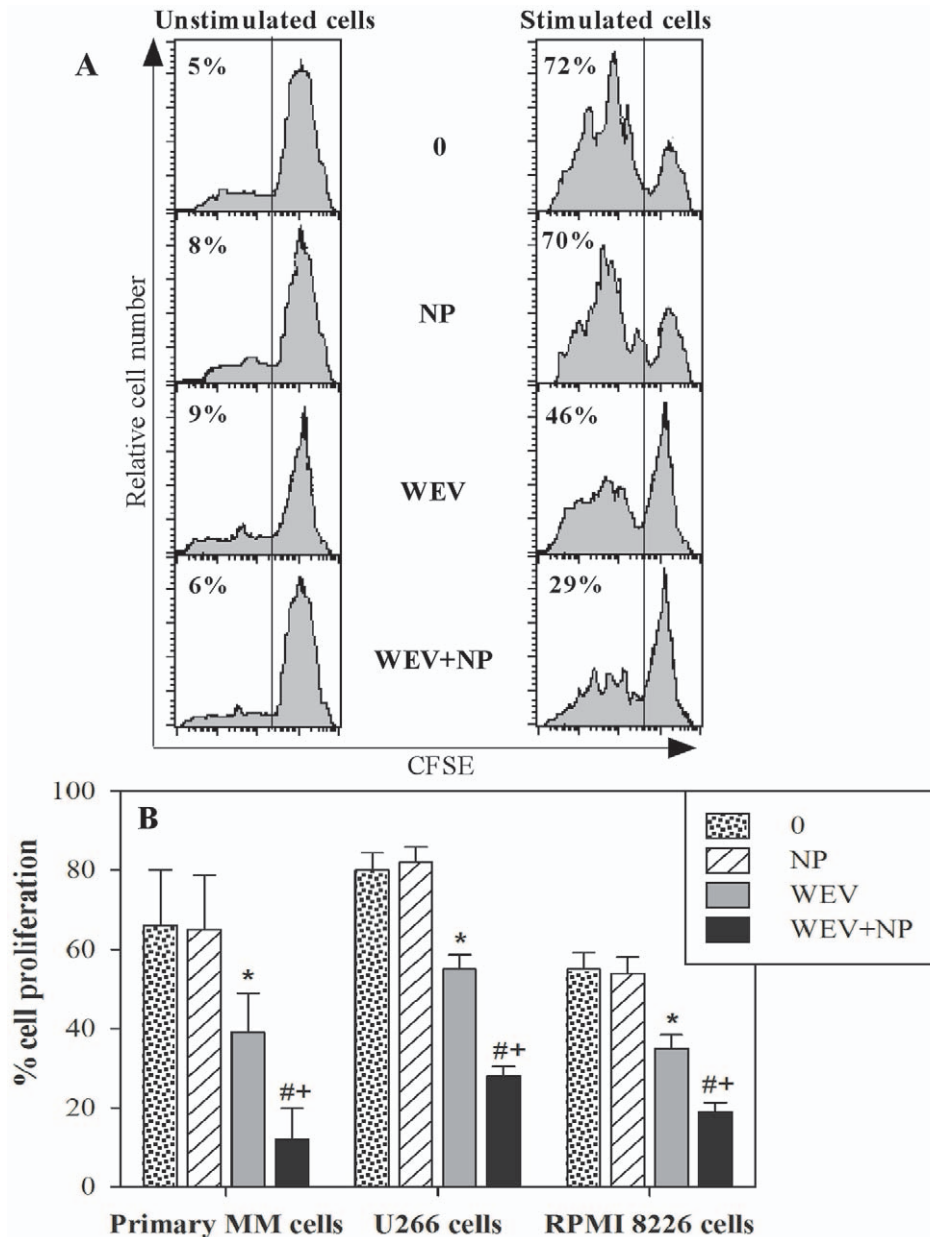 Unstimulated cells Stimulated cells
A
5% 72%
0
8% 70%
NP
9% 46%
WEV
6% 29%
WEV+NP
Relative cell number
CFSE
B
% cell proliferation
100
80
60
40
20
0
0
NP
WEV
WEV+NP
* * *
#+ #+ #+
Primary MM cells U266 cells RPMI 8226 cells